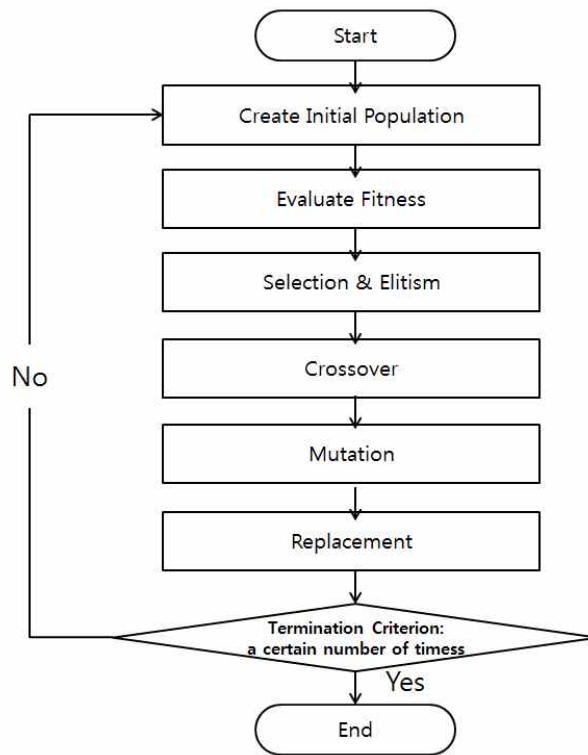 Start
Create Initial Population
Evaluate Fitness
Selection & Elitism
Crossover
No
Mutation
Replacement
Termination Criterion:
a certain number of timess
Yes
End